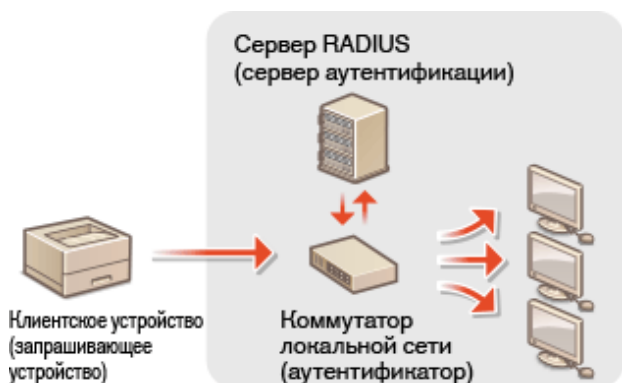 Сервер RADIUS
(сервер аутентификации)
Клиентское устройство
(запрашивающее
устройство)
Коммутатор
локальной сети
(аутентификатор)